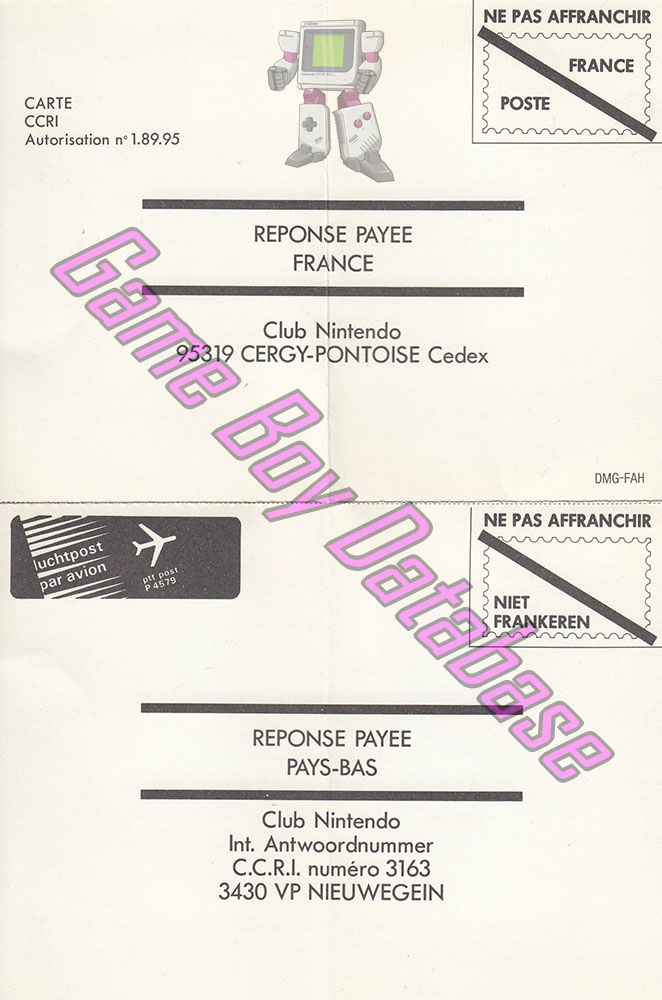 NE PAS AFFRANCHIR
FRANCE
POSTE
CARTE
CCRI
Autorisation n° 1.89.95
REPONSE PAYEE
FRANCE
Club Nintendo
95319 CERGY-PONTOISE Cedex
Game Boy Database
DMG-FAH
luchtpost
par avion
ptt post
P 4579
NE PAS AFFRANCHIR
NIET
FRANKEREN
REPONSE PAYEE
PAYS-BAS
Club Nintendo
Int. Antwoordnummer
C.C.R.I. numéro 3163
3430 VP NIEUWEGEIN